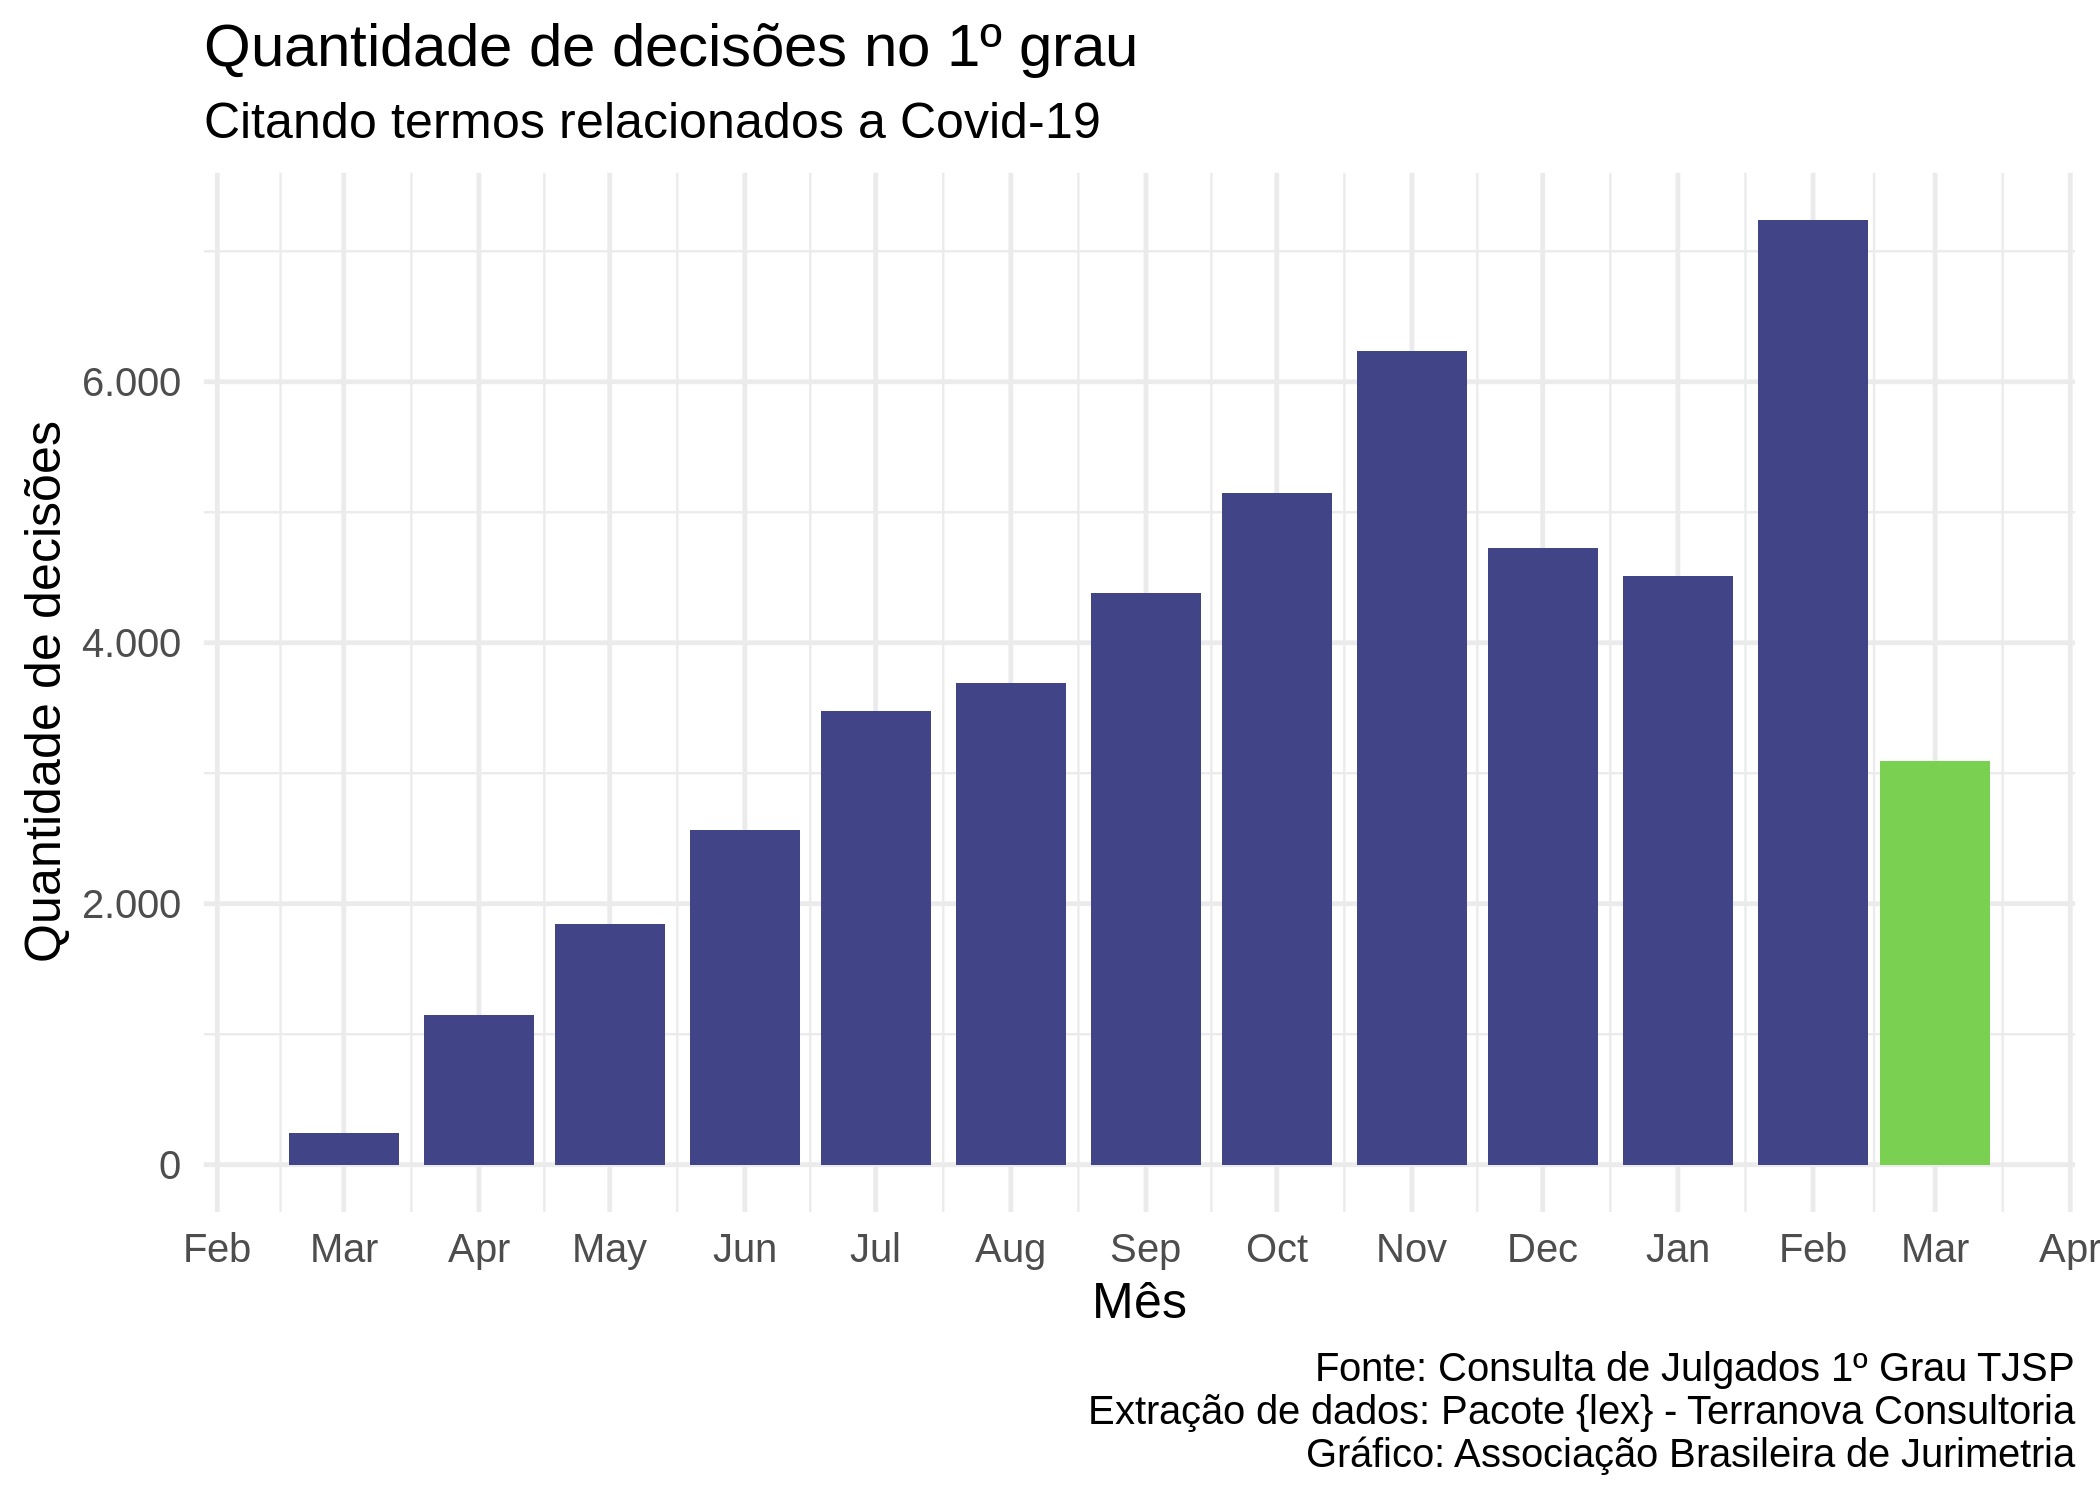 Quantidade de decisões no 1º grau
Citando termos relacionados a Covid-19
Quantidade de decisões
6.000
4.000
2.000
0
Feb Mar Apr May Jun Jul Aug Sep Oct Nov Dec Jan Feb Mar Apr
Mês
Fonte: Consulta de Julgados 1º Grau TJSP
Extração de dados: Pacote {lex} - Terranova Consultoria
Gráfico: Associação Brasileira de Jurimetria